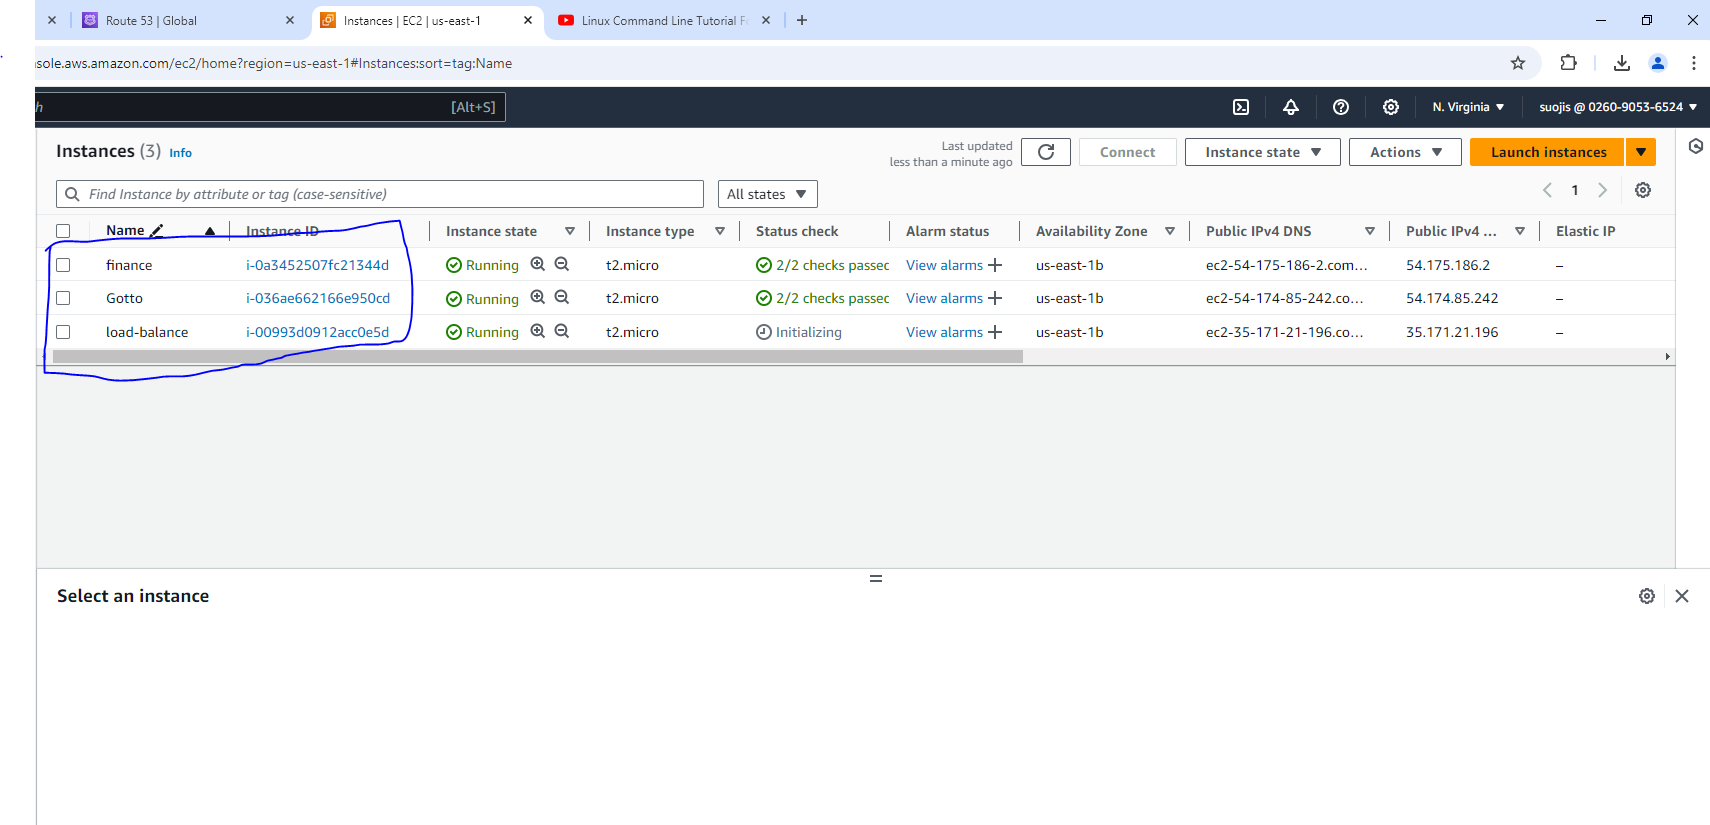 Route 53 | Global
Instances | EC2 | us-east-1
Linux Command Line Tutorial Fo
sole.aws.amazon.com/ec2/home?region=us-east-1#Instances:sort=tag:Name
h [Alt+S] N. Virginia suojis @ 0260-9053-6524
Instances (3) Info Last updated less than a minute ago Connect Instance state Actions Launch instances
Find Instance by attribute or tag (case-sensitive) All states 1
Name Instance ID Instance state Instance type Status check Alarm status Availability Zone Public IPv4 DNS Public IPv4 ... Elastic IP
finance i-0a3452507fc21344d Running t2.micro 2/2 checks passed View alarms + us-east-1b ec2-54-175-186-2.com... 54.175.186.2 –
Gotto i-036ae662166e950cd Running t2.micro 2/2 checks passed View alarms + us-east-1b ec2-54-174-85-242.co... 54.174.85.242 –
load-balance i-00993d0912acc0e5d Running t2.micro Initializing View alarms + us-east-1b ec2-35-171-21-196.co... 35.171.21.196 –
Select an instance